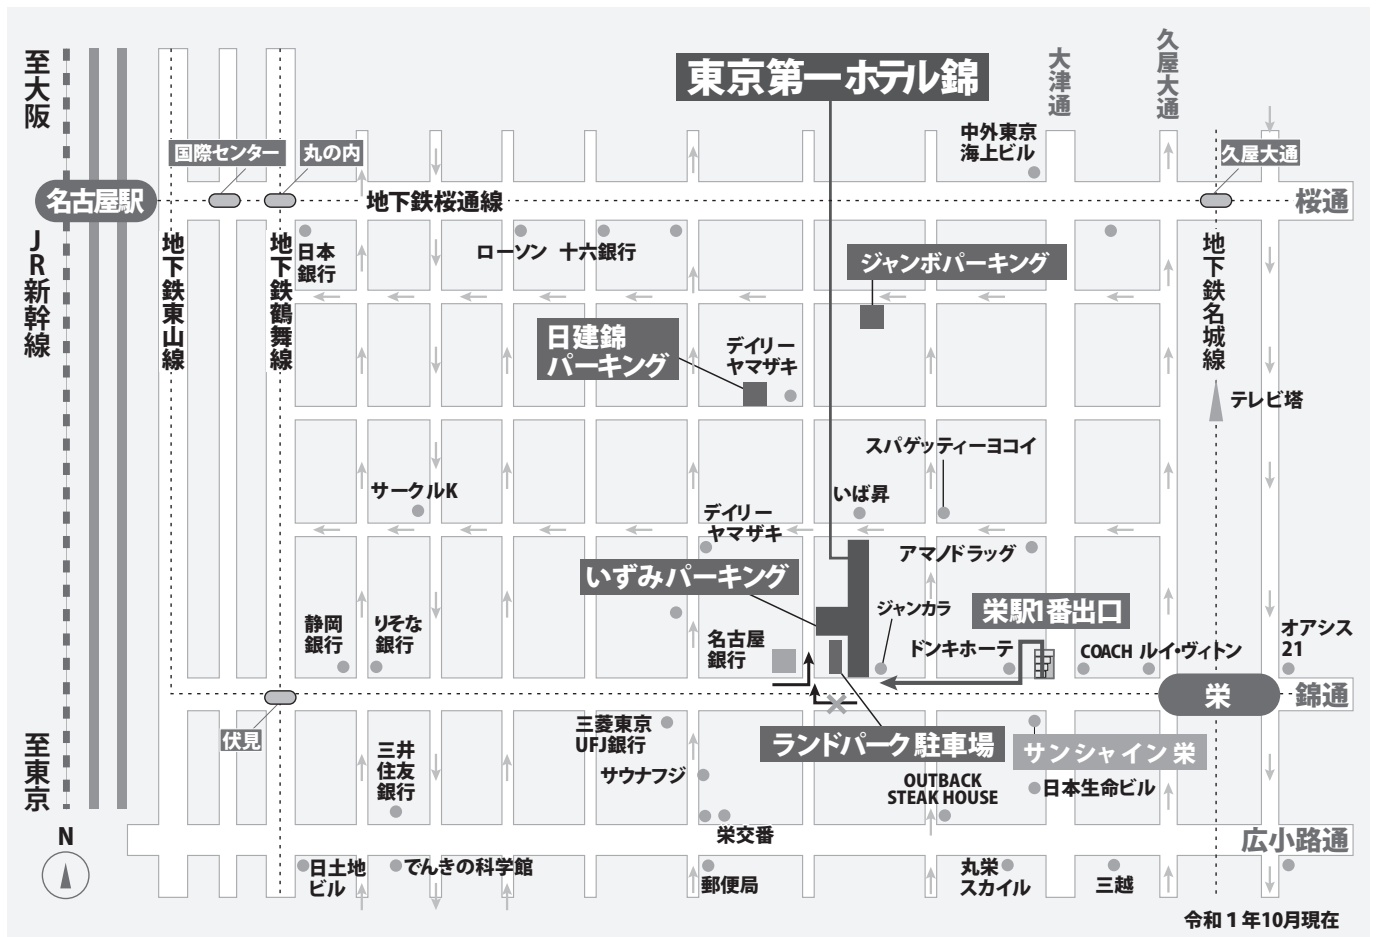 至大阪
名古屋駅
JR新幹線
至東京
N
国際センター
丸の内
地下鉄桜通線
地下鉄東山線
地下鉄鶴舞線
日本
銀行
ローソン
十六銀行
東京第一ホテル錦
中外東京
海上ビル
大津通
久屋大通
久屋大通
桜通
地下鉄名城線
ジャンボパーキング
日建錦
パーキング
デイリー
ヤマザキ
テレビ塔
スパゲッティーヨコイ
サークルK
いば昇
デイリー
ヤマザキ
アマノドラッグ
いずみパーキング
栄駅1番出口
ジャンカラ
静岡
銀行
りそな
銀行
名古屋
銀行
ドンキホーテ
COACH
ルイ・ヴィトン
オアシス
21
栄
錦通
伏見
三菱東京
UFJ銀行
ランドパーク駐車場
サンシャイン栄
三井
住友
銀行
サウナフジ
OUTBACK
STEAK HOUSE
日本生命ビル
栄交番
広小路通
日土地
ビル
でんきの科学館
郵便局
丸栄
スカイル
三越
令和1年10月現在